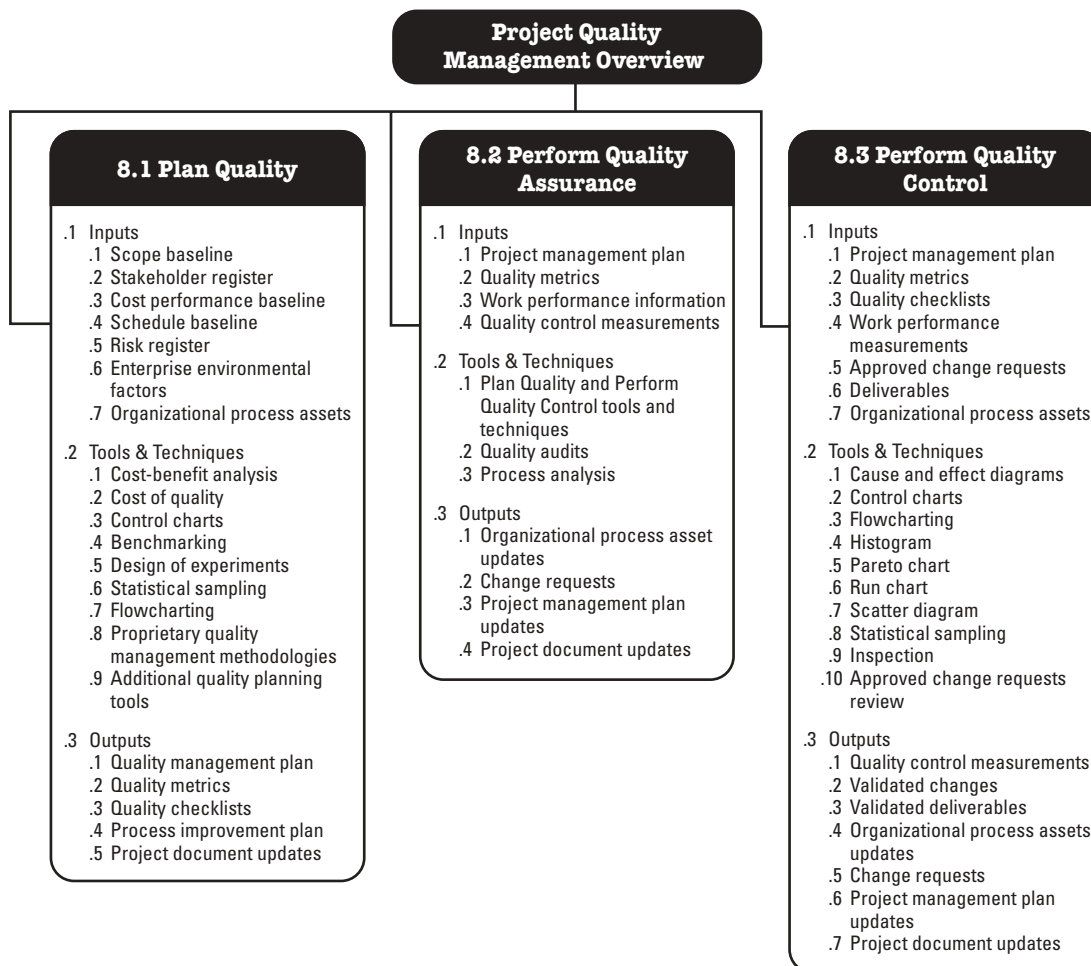 Project Quality
Management Overview
8.1 Plan Quality
.1 Inputs
.1 Scope baseline
.2 Stakeholder register
.3 Cost performance baseline
.4 Schedule baseline
.5 Risk register
.6 Enterprise environmental
factors
.7 Organizational process assets
.2 Tools & Techniques
.1 Cost-benefit analysis
.2 Cost of quality
.3 Control charts
.4 Benchmarking
.5 Design of experiments
.6 Statistical sampling
.7 Flowcharting
.8 Proprietary quality
management methodologies
.9 Additional quality planning
tools
.3 Outputs
.1 Quality management plan
.2 Quality metrics
.3 Quality checklists
.4 Process improvement plan
.5 Project document updates
8.2 Perform Quality
Assurance
.1 Inputs
.1 Project management plan
.2 Quality metrics
.3 Work performance information
.4 Quality control measurements
.2 Tools & Techniques
.1 Plan Quality and Perform
Quality Control tools and
techniques
.2 Quality audits
.3 Process analysis
.3 Outputs
.1 Organizational process asset
updates
.2 Change requests
.3 Project management plan
updates
.4 Project document updates
8.3 Perform Quality
Control
.1 Inputs
.1 Project management plan
.2 Quality metrics
.3 Quality checklists
.4 Work performance
measurements
.5 Approved change requests
.6 Deliverables
.7 Organizational process assets
.2 Tools & Techniques
.1 Cause and effect diagrams
.2 Control charts
.3 Flowcharting
.4 Histogram
.5 Pareto chart
.6 Run chart
.7 Scatter diagram
.8 Statistical sampling
.9 Inspection
.10 Approved change requests
review
.3 Outputs
.1 Quality control measurements
.2 Validated changes
.3 Validated deliverables
.4 Organizational process assets
updates
.5 Change requests
.6 Project management plan
updates
.7 Project document updates